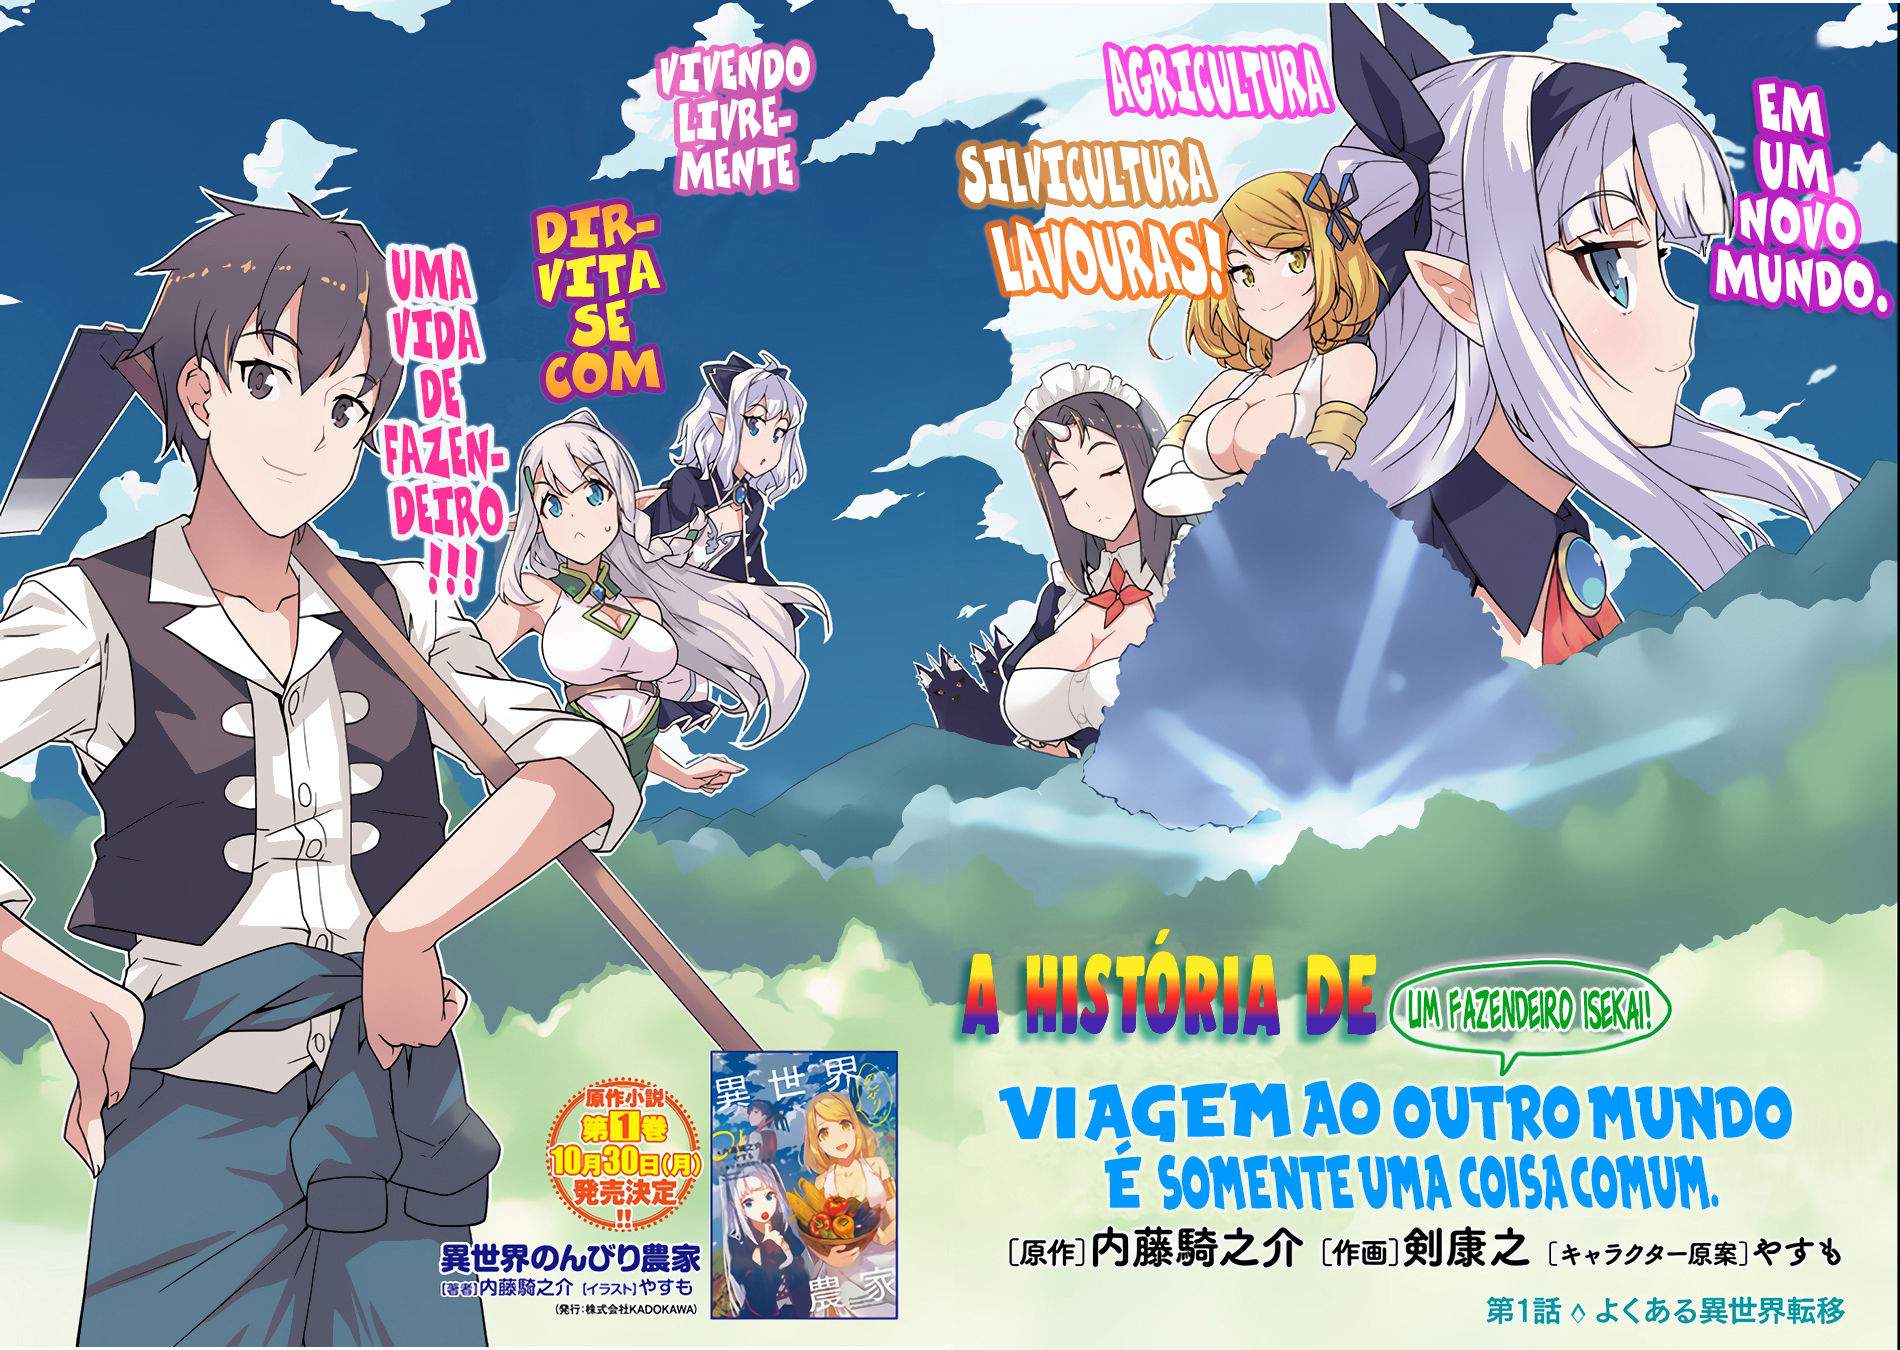 EM
UM
NOVO
MUNDO.
AGRICULTURA
SILVICULTURA
LAVOURAS!
VIVENDO
LIVRE-
MENTE
DIR-
VITA
SE
COM
UMA
VIDA
DE
FAZEN-
DEIRO
!!!
A HISTÓRIA DE
UM FAZENDEIRO ISEKAI!
VIAGEM AO OUTRO MUNDO
É SOMENTE UMA COISA COMUM.
[原作]内藤騎之介 [作画]剣康之 [キャラクター原案]やすも
第1話◇よくある異世界転移
原作小説
第1巻
10月30日(月)
発売決定
!!
異世界のんびり農家
[著者]内藤騎之介 [イラスト]やすも
(発行:株式会社KADOKAWA)
異世界
農家